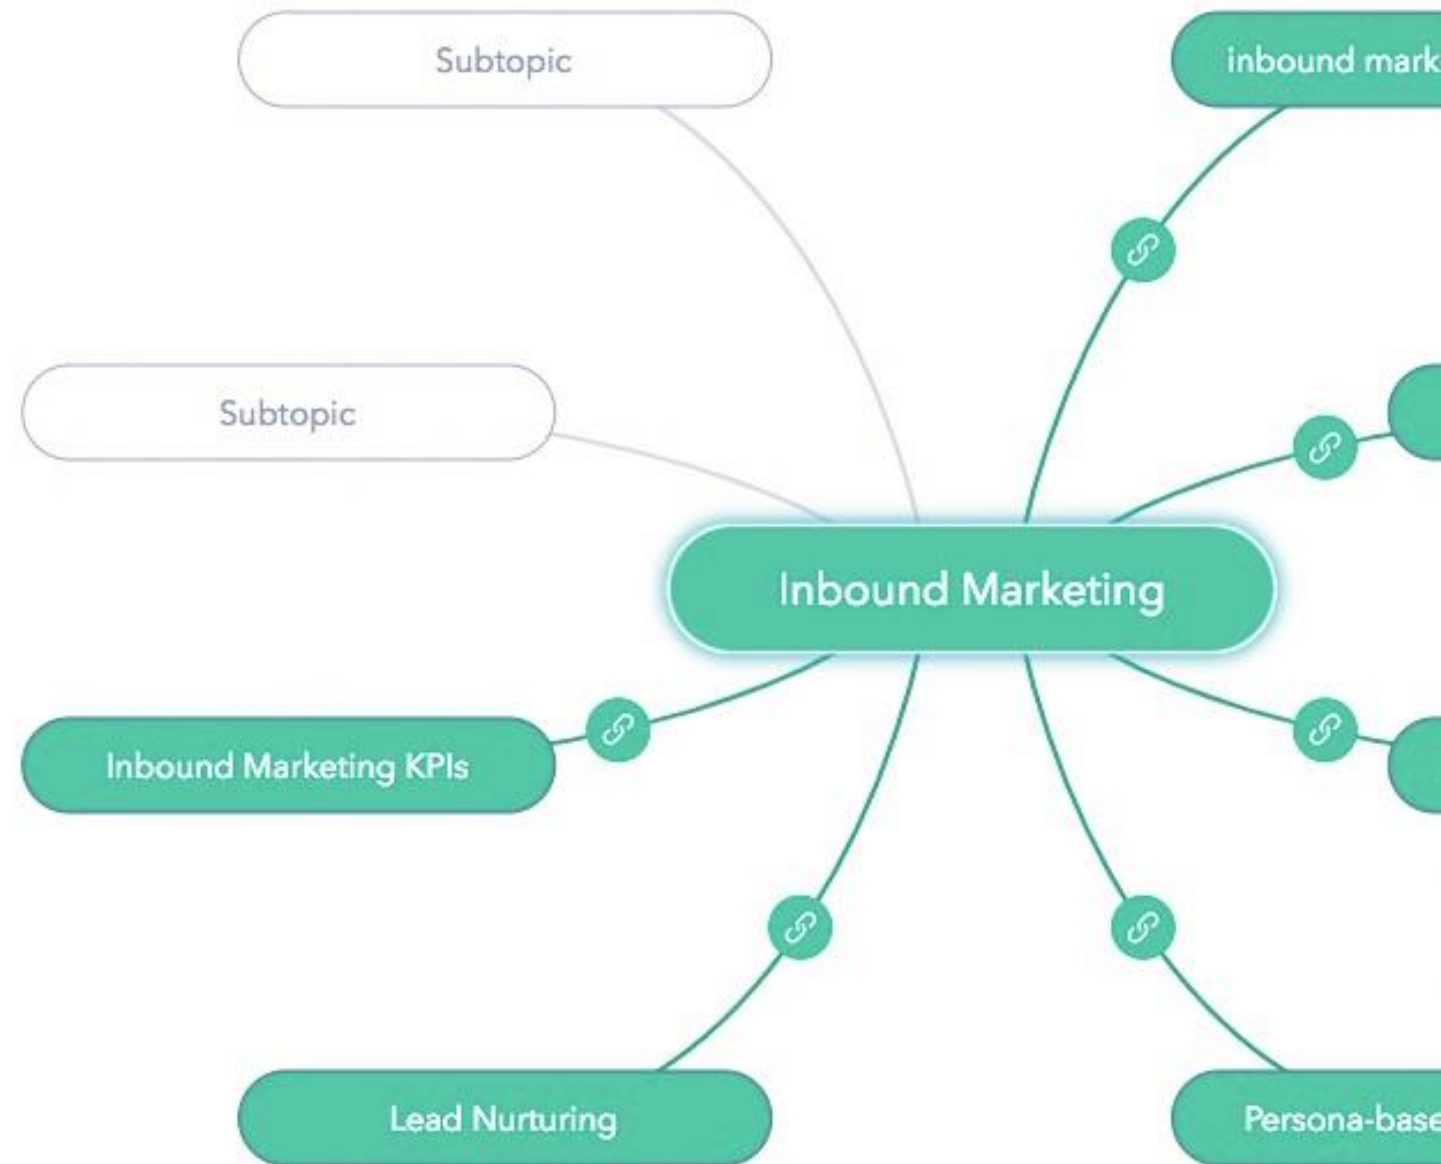 Subtopic
inbound mark
Subtopic
Inbound Marketing
Inbound Marketing KPIs
Lead Nurturing
Persona-base